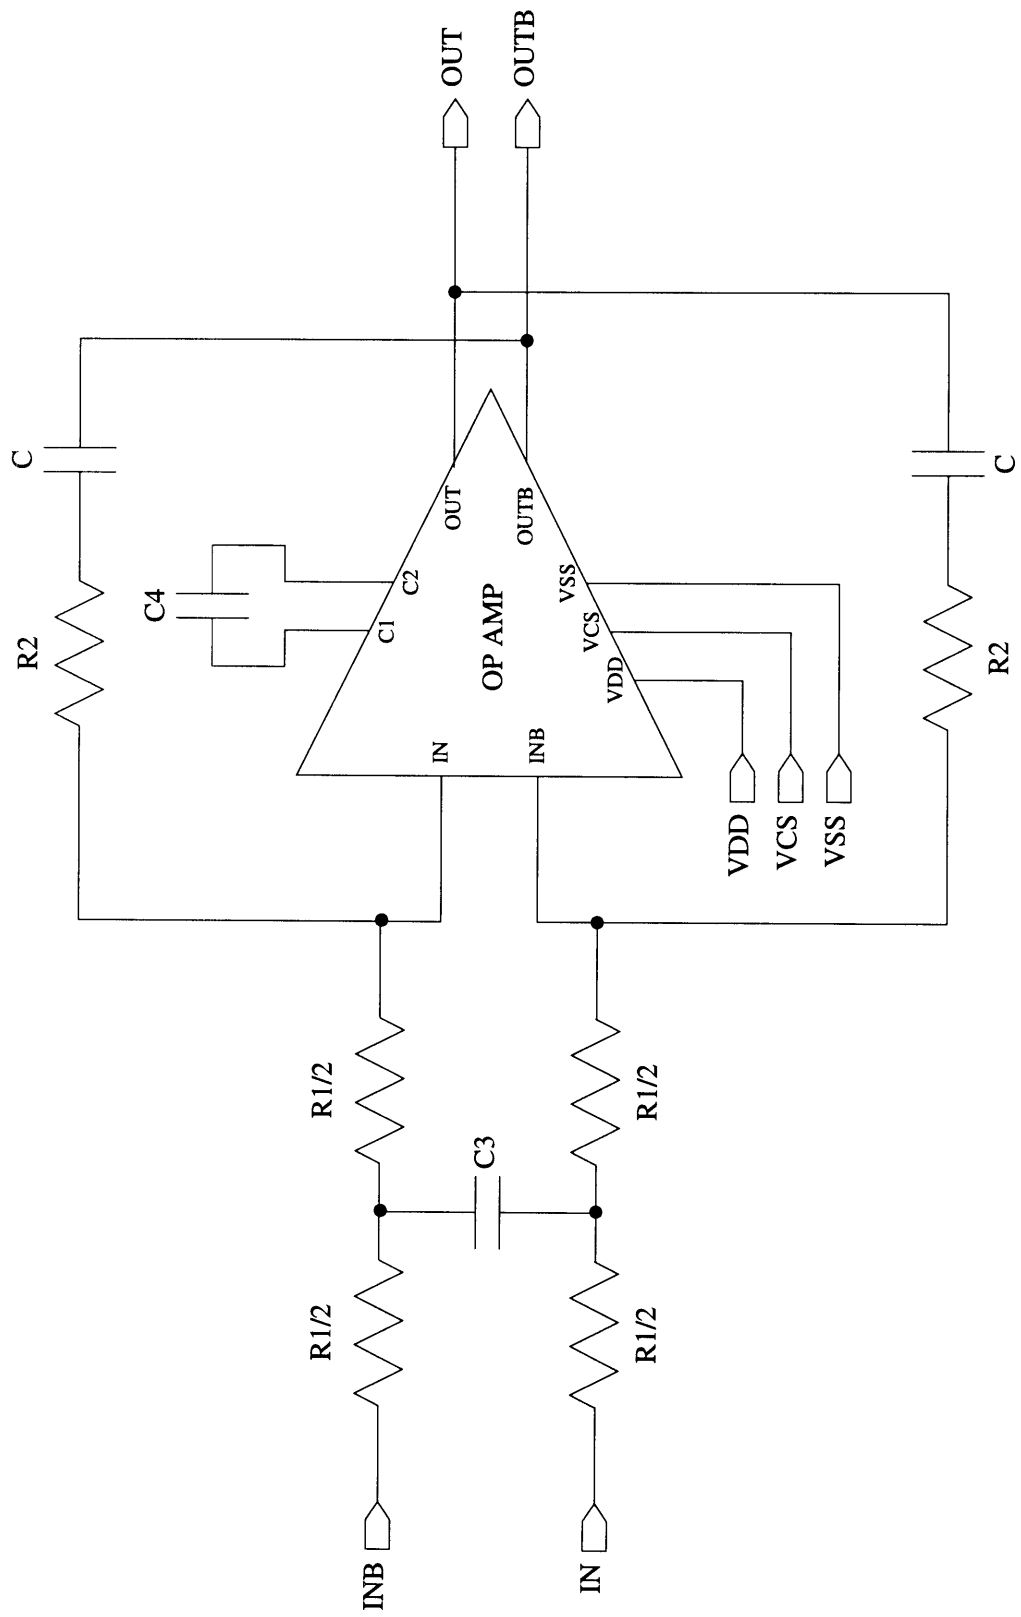 OUT
OUTB
C
R2
C4
C1
C2
OUT
OUTB
OP AMP
IN
INB
VDD
VCS
VSS
VDD
VCS
VSS
C
R2
R1/2
R1/2
C3
R1/2
R1/2
INB
IN